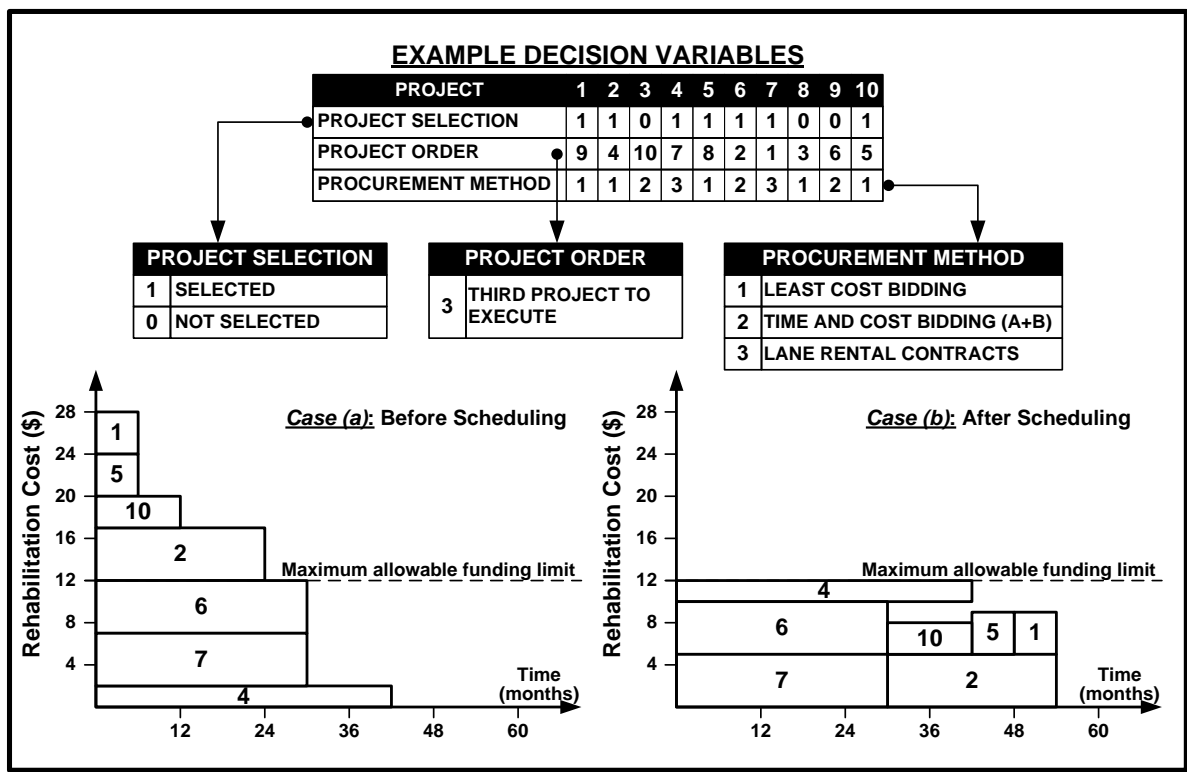 EXAMPLE DECISION VARIABLES
PROJECT 1 2 3 4 5 6 7 8 9 10
PROJECT SELECTION 1 1 0 1 1 1 1 0 0 1
PROJECT ORDER 9 4 10 7 8 2 1 3 6 5
PROCUREMENT METHOD 1 1 2 3 1 2 3 1 2 1
PROJECT SELECTION
1 SELECTED
0 NOT SELECTED
PROJECT ORDER
3 THIRD PROJECT TO
EXECUTE
PROCUREMENT METHOD
1 LEAST COST BIDDING
2 TIME AND COST BIDDING (A+B)
3 LANE RENTAL CONTRACTS
Case (a): Before Scheduling
Rehabilitation Cost ($)
28
24
20
16
12
8
4
1
5
10
2
Maximum allowable funding limit
6
7
4
Time
(months)
12 24 36 48 60
Case (b): After Scheduling
Rehabilitation Cost ($)
28
24
20
16
12
8
4
Maximum allowable funding limit
4
6
10
5
1
7
2
Time
(months)
12 24 36 48 60